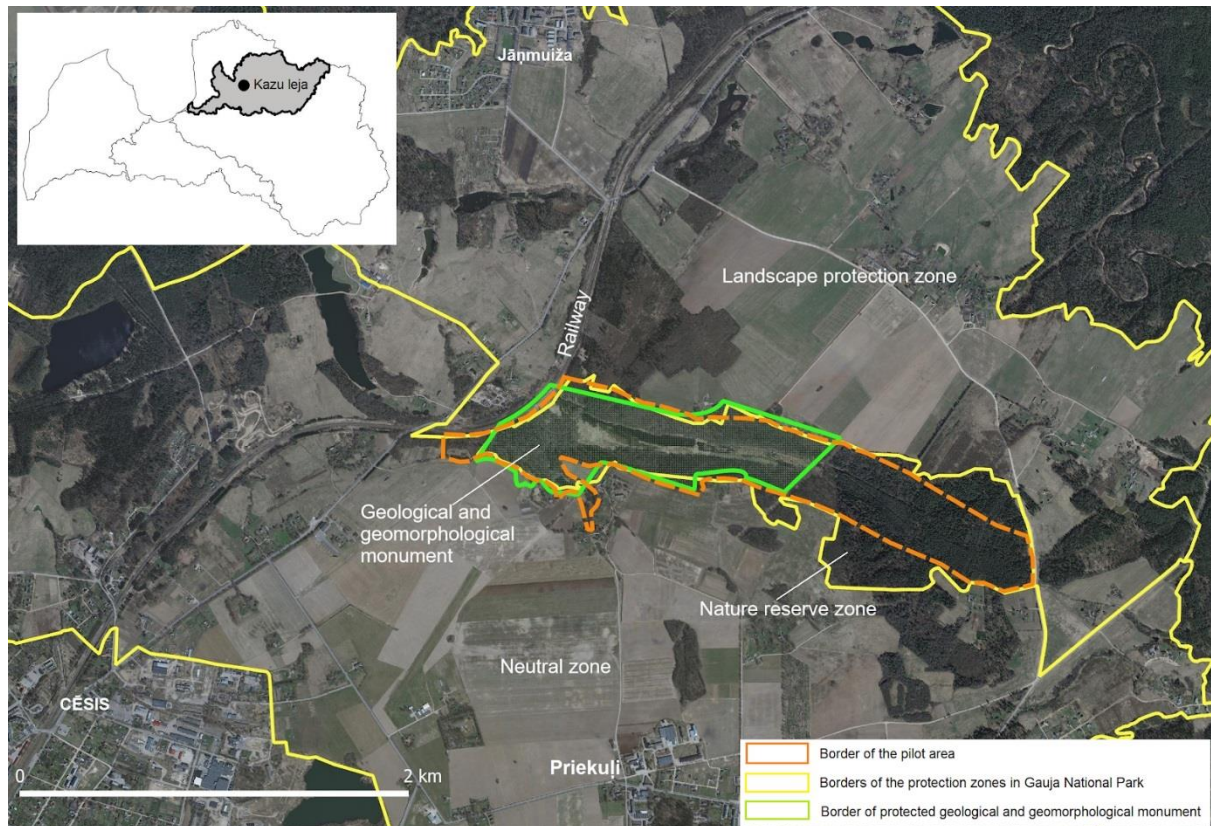 Kazu leja
Jāņmuiža
Landscape protection zone
Railway
Geological and
geomorphological
monument
Nature reserve zone
Neutral zone
CĒSIS
Priekuļi
0
2 km
Border of the pilot area
Borders of the protection zones in Gauja National Park
Border of protected geological and geomorphological monument